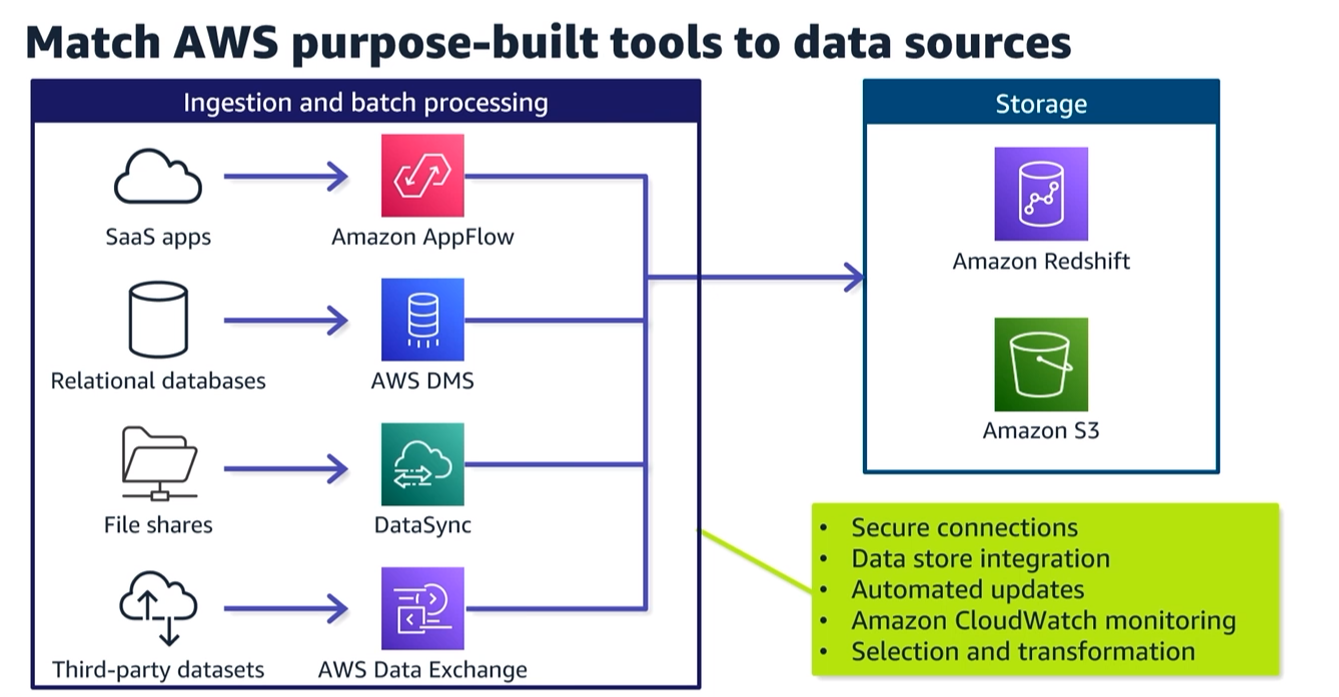 Match AWS purpose-built tools to data sources
Ingestion and batch processing
SaaS apps
Amazon AppFlow
Relational databases
AWS DMS
File shares
DataSync
Third-party datasets
AWS Data Exchange
Storage
Amazon Redshift
Amazon S3
• Secure connections
• Data store integration
• Automated updates
• Amazon CloudWatch monitoring
• Selection and transformation